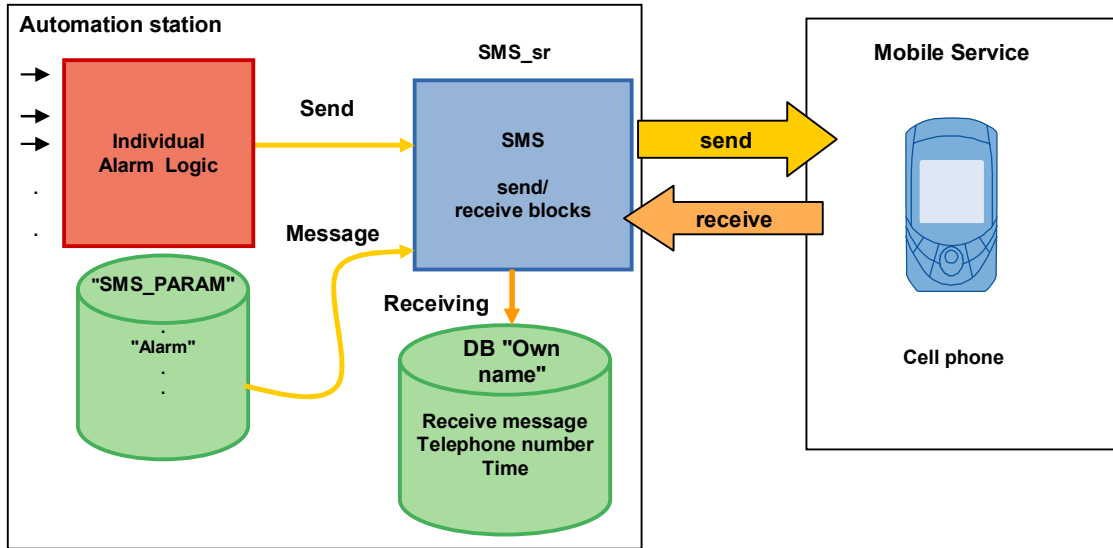 Automation station
SMS_sr
Mobile Service
Individual
Alarm Logic
Send
SMS
send/
receive blocks
send
receive
Message
"SMS_PARAM"
.
"Alarm"
.
.
Receiving
DB "Own
name"
Receive message
Telephone number
Time
Cell phone
.
.